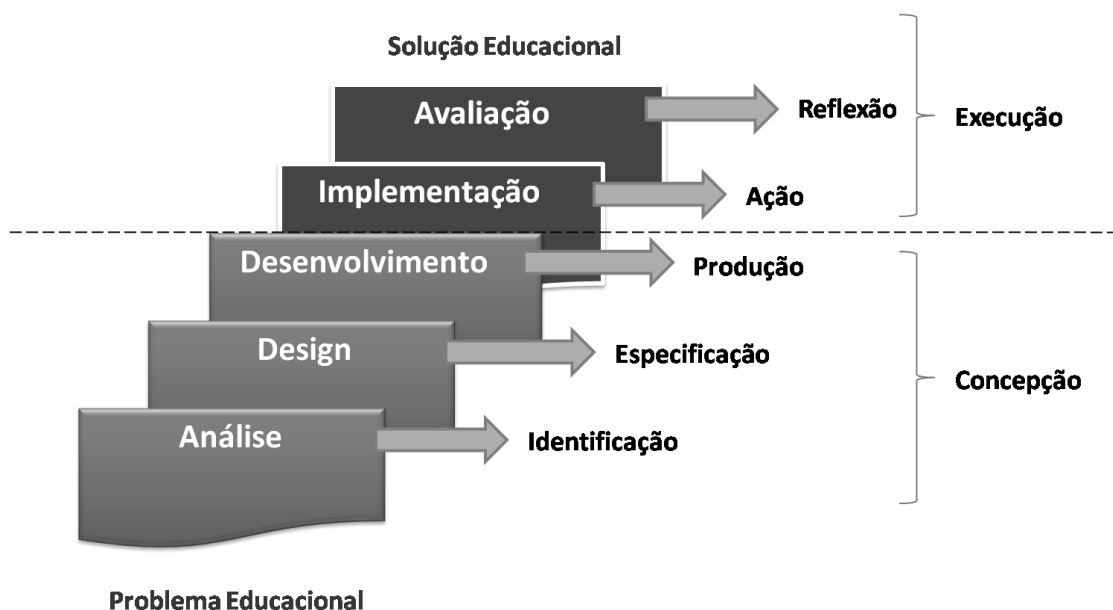 Solução Educacional
Avaliação
Reflexão
Execução
Implementação
Ação
Desenvolvimento
Produção
Design
Especificação
Concepção
Análise
Identificação
Problema Educacional